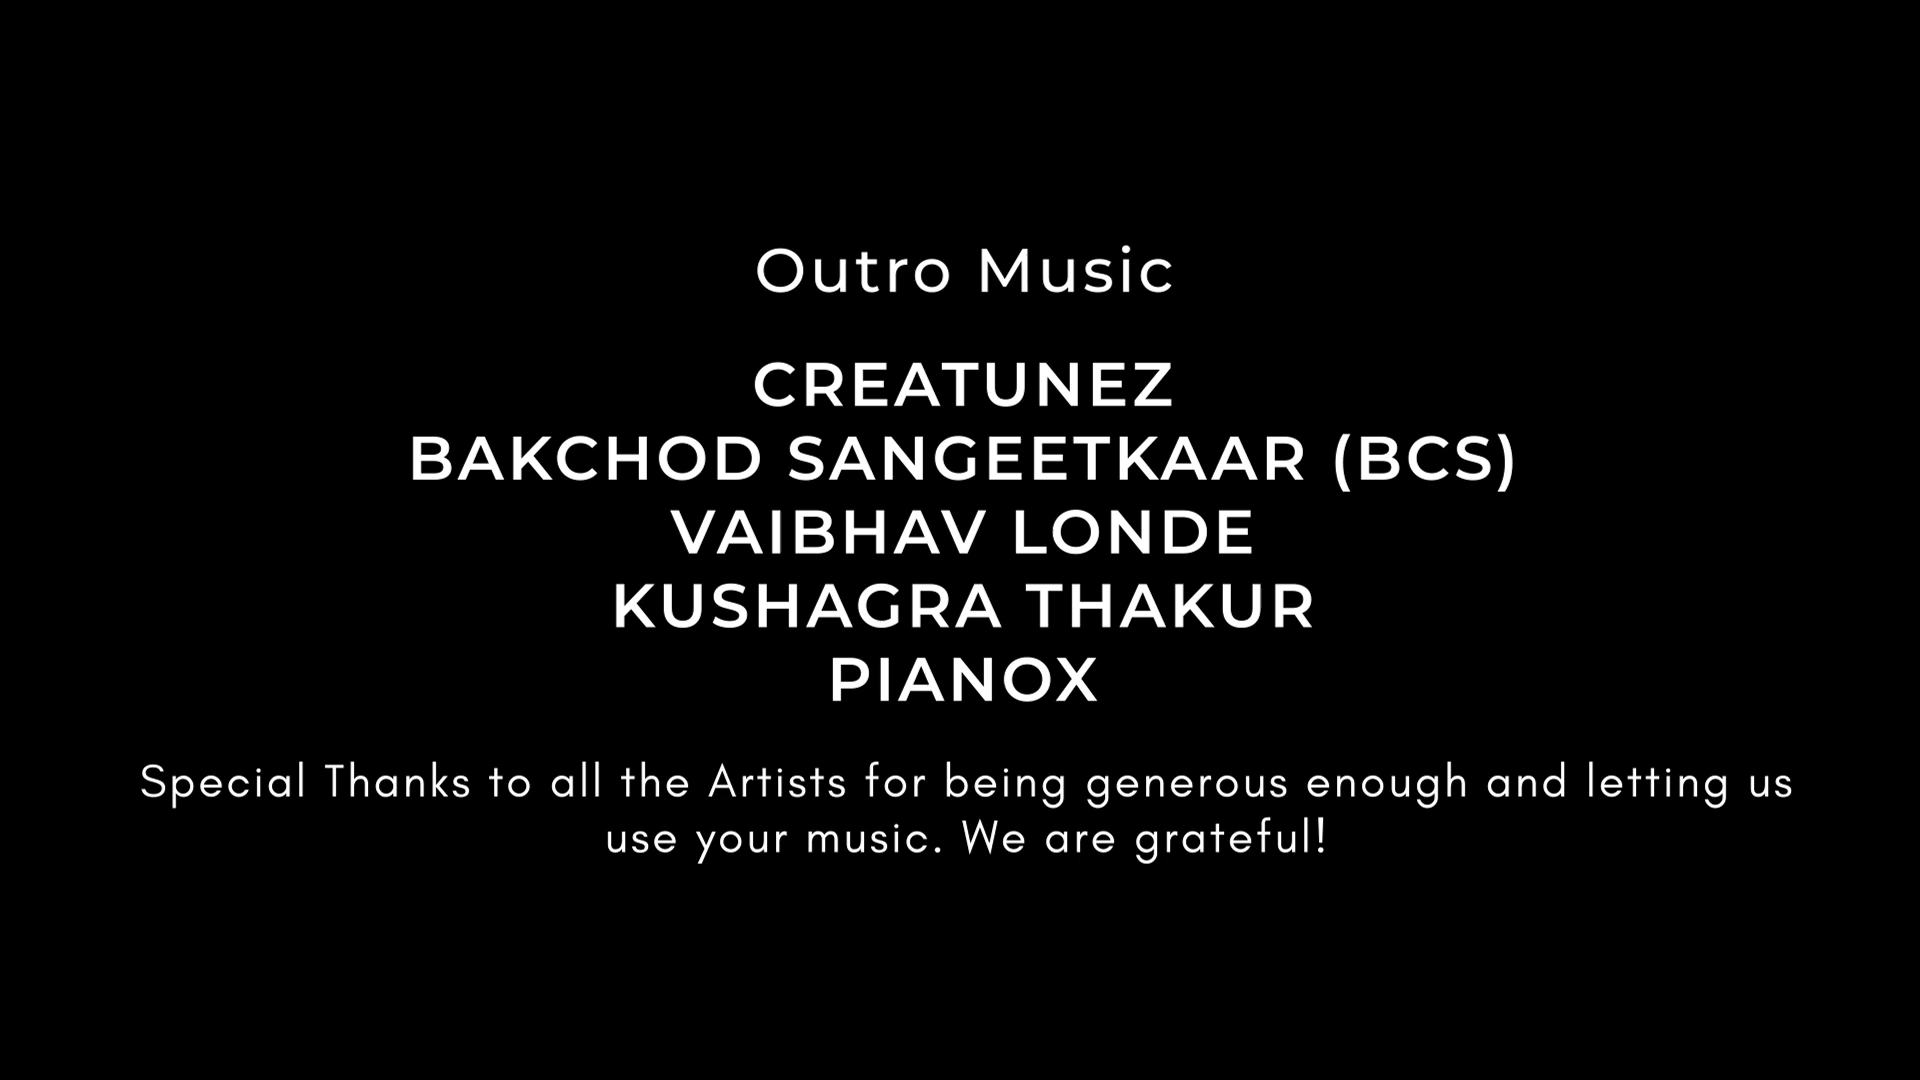 Outro Music
CREATUNEZ
BAKCHOD SANGEETKAAR (BCS)
VAIBHAV LONDE
KUSHAGRA THAKUR
PIANOX
Special Thanks to all the Artists for being generous enough and letting us
use your music. We are grateful!